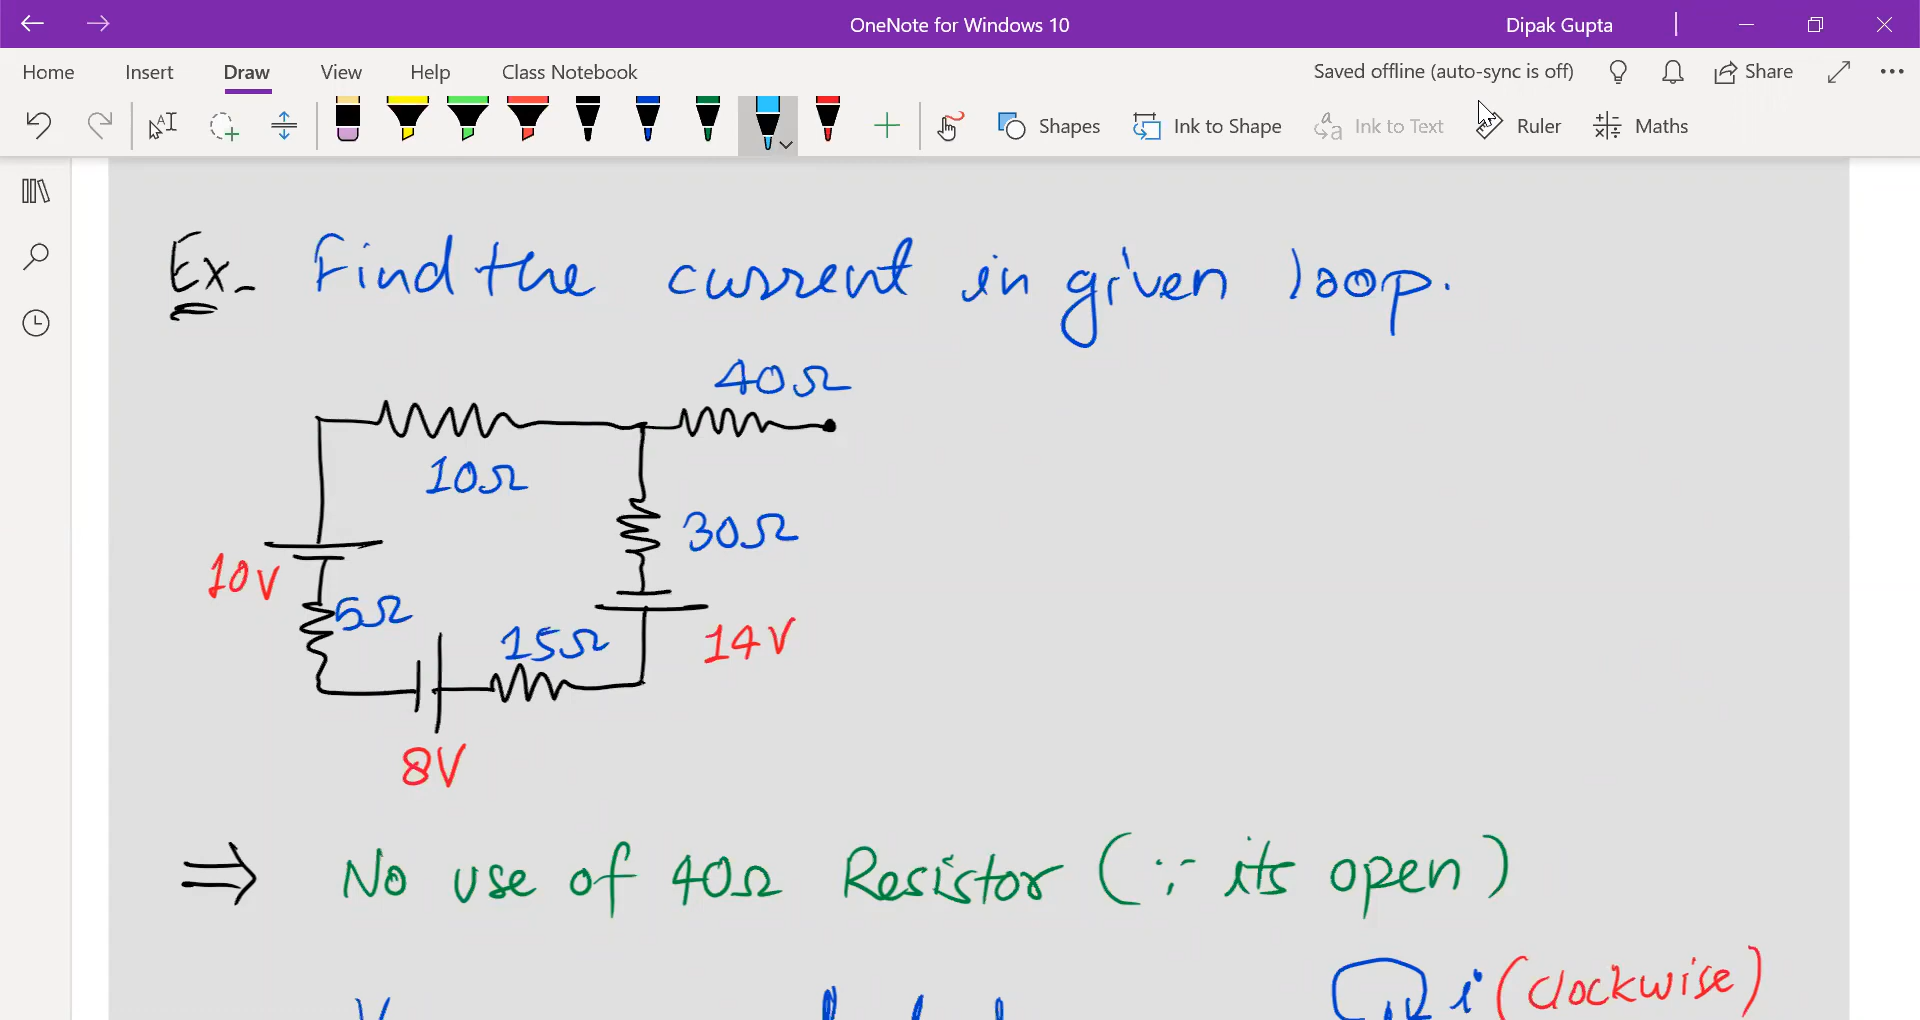 OneNote for Windows 10
Dipak Gupta
Home Insert Draw View Help Class Notebook
Saved offline (auto-sync is off) Share
Shapes Ink to Shape Ink to Text Ruler Maths
Ex- Find the current in given loop.
40Ω
10Ω
30Ω
10V
5Ω
15Ω
14V
8V
⇒ No use of 40Ω Resistor (∵ its open)
i (clockwise)